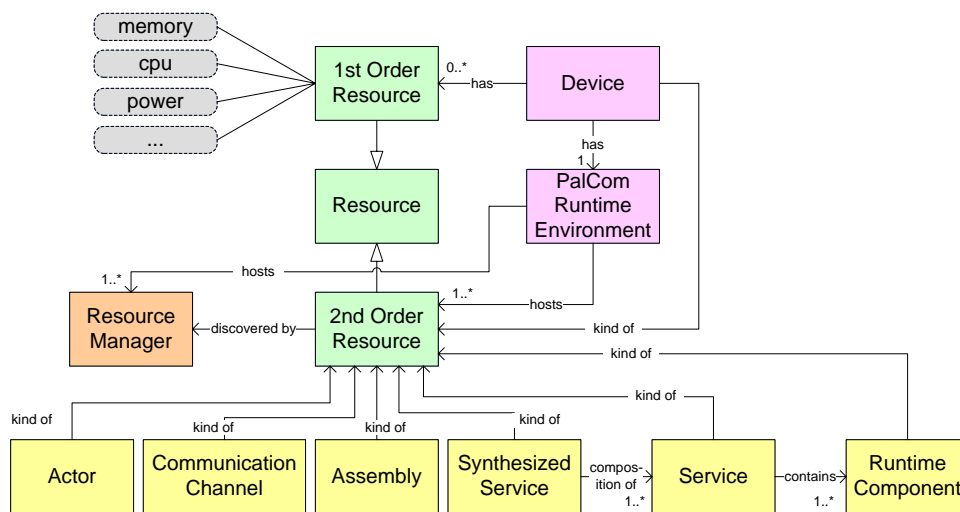 memory
cpu
power
...
1st Order
Resource
0..*
has
Device
has
1
PalCom
Runtime
Environment
Resource
hosts
1..*
1..*
hosts
Resource
Manager
discovered by
2nd Order
Resource
kind of
kind of
kind of
kind of
kind of
kind of
kind of
Actor
Communication
Channel
Assembly
Synthesized
Service
compos-
ition of
1..*
Service
contains
1..*
Runtime
Component